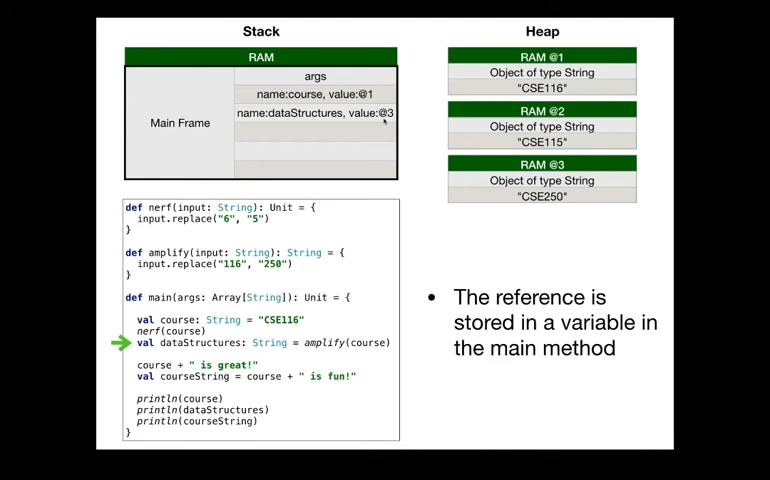 Stack
Heap
RAM
args
Main Frame
name:course, value:@1
name:dataStructures, value:@3
RAM @1
Object of type String
"CSE116"
RAM @2
Object of type String
"CSE115"
RAM @3
Object of type String
"CSE250"
def nerf(input: String): Unit = {
input.replace("6", "5")
}
def amplify(input: String): String = {
input.replace("116", "250")
}
def main(args: Array[String]): Unit = {
val course: String = "CSE116"
nerf(course)
val dataStructures: String = amplify(course)
course + " is great!"
val courseString = course + " is fun!"
println(course)
println(dataStructures)
println(courseString)
}
• The reference is
stored in a variable in
the main method